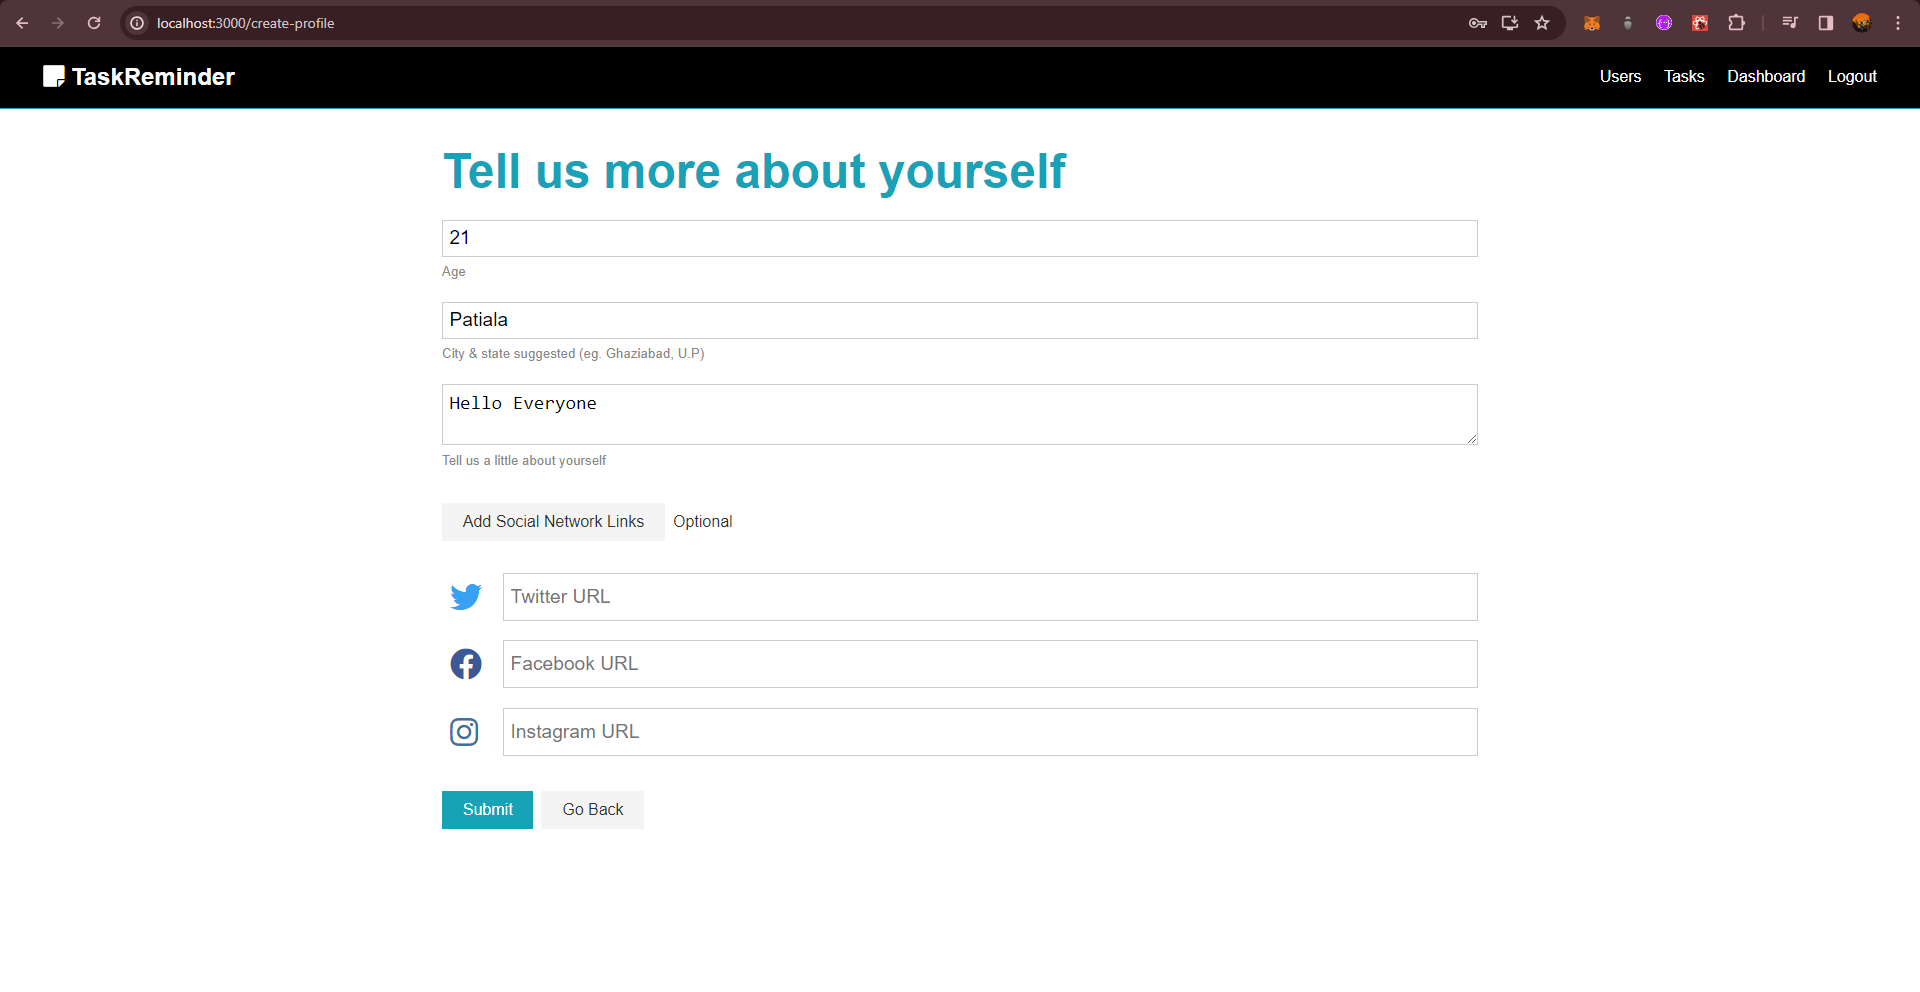 localhost:3000/create-profile
TaskReminder
Users Tasks Dashboard Logout
Tell us more about yourself
21
Age
Patiala
City & state suggested (eg. Ghaziabad, U.P)
Hello Everyone
Tell us a little about yourself
Add Social Network Links Optional
Twitter URL
Facebook URL
Instagram URL
Submit Go Back